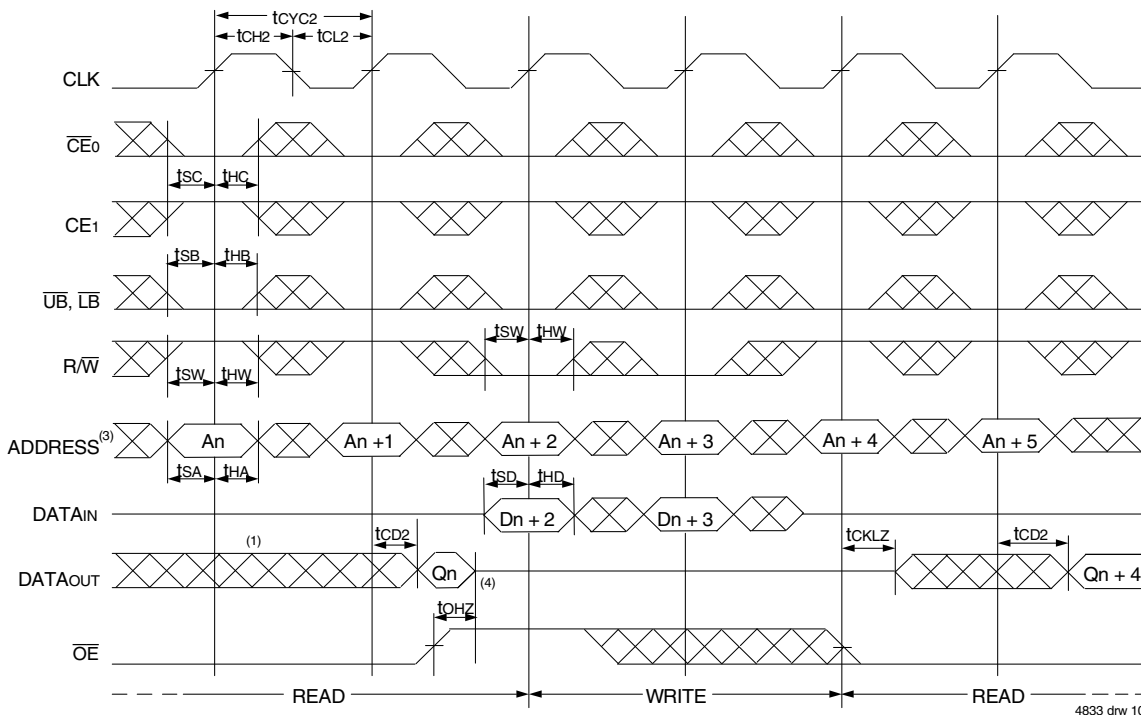 tCYC2
tCH2 tCL2
CLK
CE0
tSC tHC
CE1
tSB tHB
UB, LB
tSW tHW
R/W
tSW tHW
ADDRESS(3) An An +1 An + 2 An + 3 An + 4 An + 5
tSA tHA tSD tHD
DATAIN Dn + 2 Dn + 3
(1) tCD2 tCKLZ tCD2
DATAOUT Qn (4) Qn + 4
tOHZ
OE
READ WRITE READ
4833 drw 10